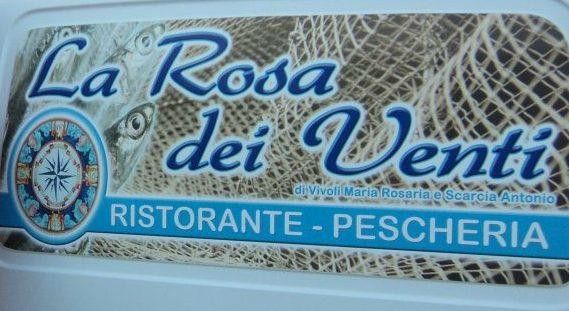 La Rosa
dei Venti
di Vivoli Maria Rosaria e Scarcia Antonio
RISTORANTE - PESCHERIA